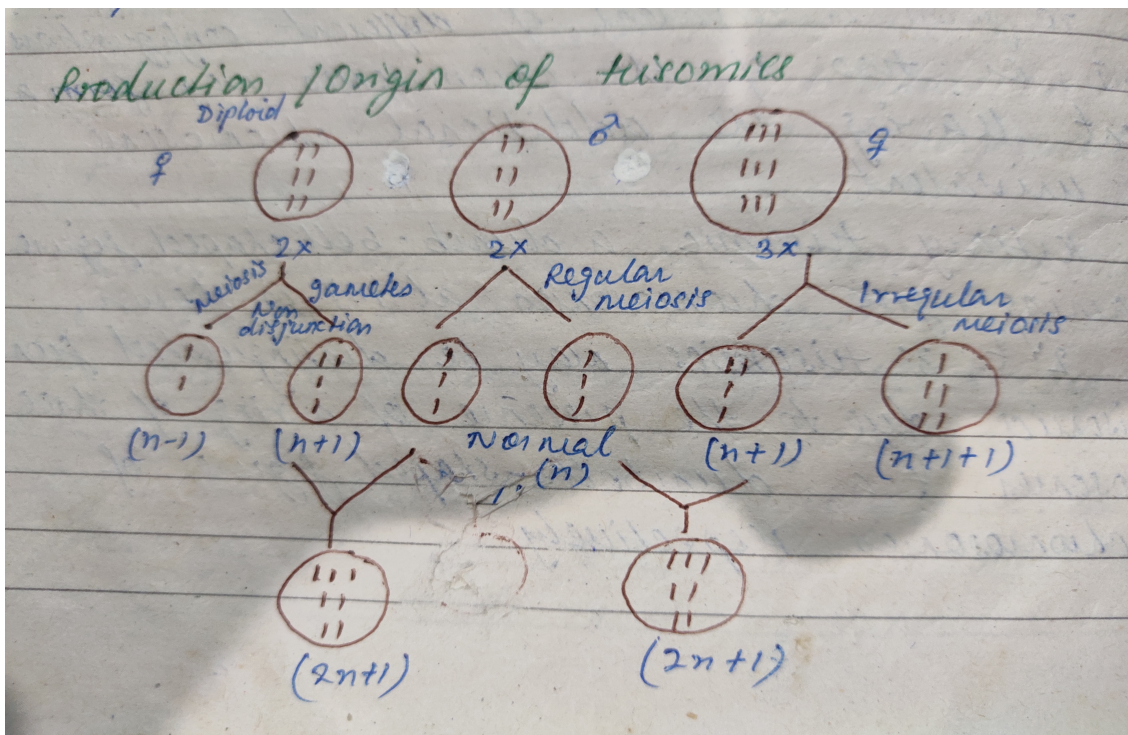 Production / Origin of trisomics
Diploid
♀ ♂ ♀
2x 2x 3x
meiosis gametes Regular meiosis Irregular meiosis
Non disjunction
(n-1) (n+1) Normal (n+1) (n+1+1)
(n)
(2n+1) (2n+1)